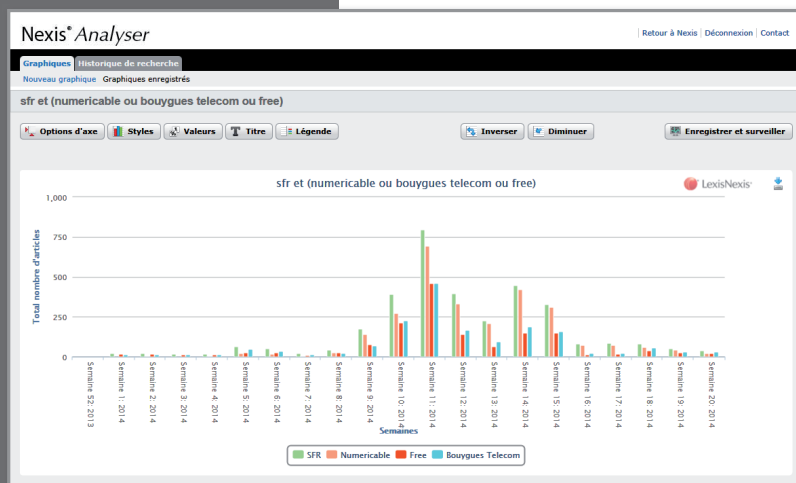 Nexis® Analyser
Retour à Nexis | Déconnexion | Contact
Graphiques Historique de recherche
Nouveau graphique Graphiques enregistrés
sfr et (numericable ou bouygues telecom ou free)
Options d'axe Styles Valeurs Titre Légende Inverser Diminuer Enregistrer et surveiller
sfr et (numericable ou bouygues telecom ou free)
LexisNexis®
Total nombre d'articles
1,000
750
500
250
0
Semaine 52: 2013
Semaine 1: 2014
Semaine 2: 2014
Semaine 3: 2014
Semaine 4: 2014
Semaine 5: 2014
Semaine 6: 2014
Semaine 7: 2014
Semaine 8: 2014
Semaine 9: 2014
Semaine 10: 2014
Semaine 11: 2014
Semaine 12: 2014
Semaine 13: 2014
Semaine 14: 2014
Semaine 15: 2014
Semaine 16: 2014
Semaine 17: 2014
Semaine 18: 2014
Semaine 19: 2014
Semaine 20: 2014
Semaines
SFR Numericable Free Bouygues Telecom